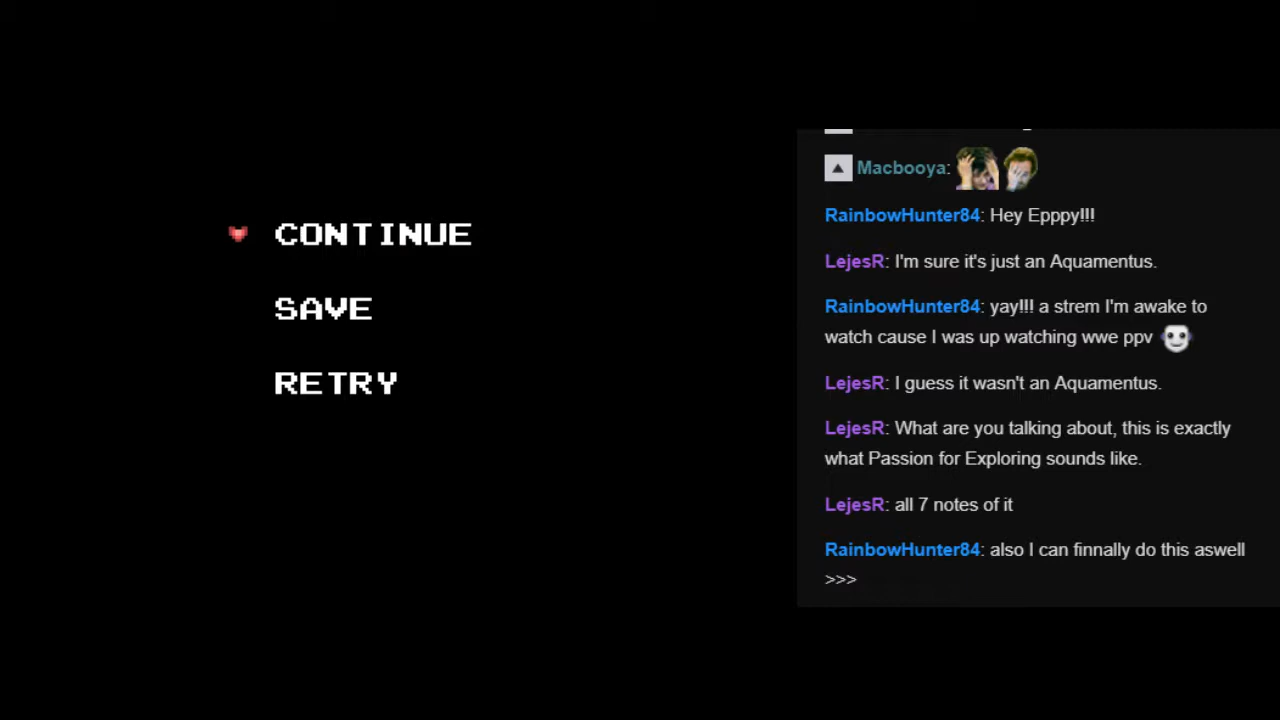 CONTINUE
SAVE
RETRY
Macbooya:
RainbowHunter84: Hey Epppy!!!
LejesR: I'm sure it's just an Aquamentus.
RainbowHunter84: yay!!! a strem I'm awake to
watch cause I was up watching wwe ppv
LejesR: I guess it wasn't an Aquamentus.
LejesR: What are you talking about, this is exactly
what Passion for Exploring sounds like.
LejesR: all 7 notes of it
RainbowHunter84: also I can finnally do this aswell
>>>